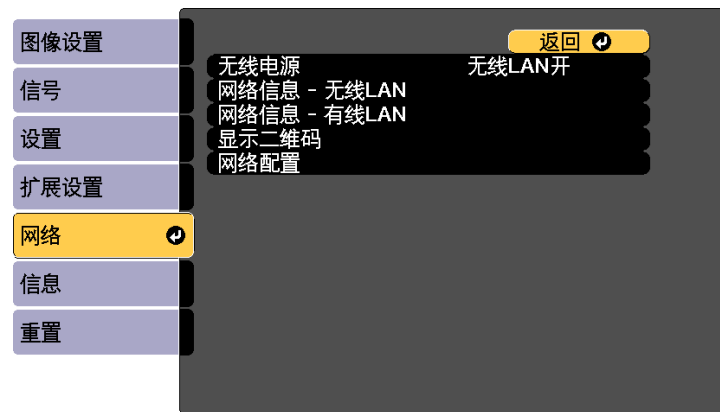 图像设置
信号
设置
扩展设置
网络
信息
重置
返回
无线电源 无线LAN开
网络信息 - 无线LAN
网络信息 - 有线LAN
显示二维码
网络配置